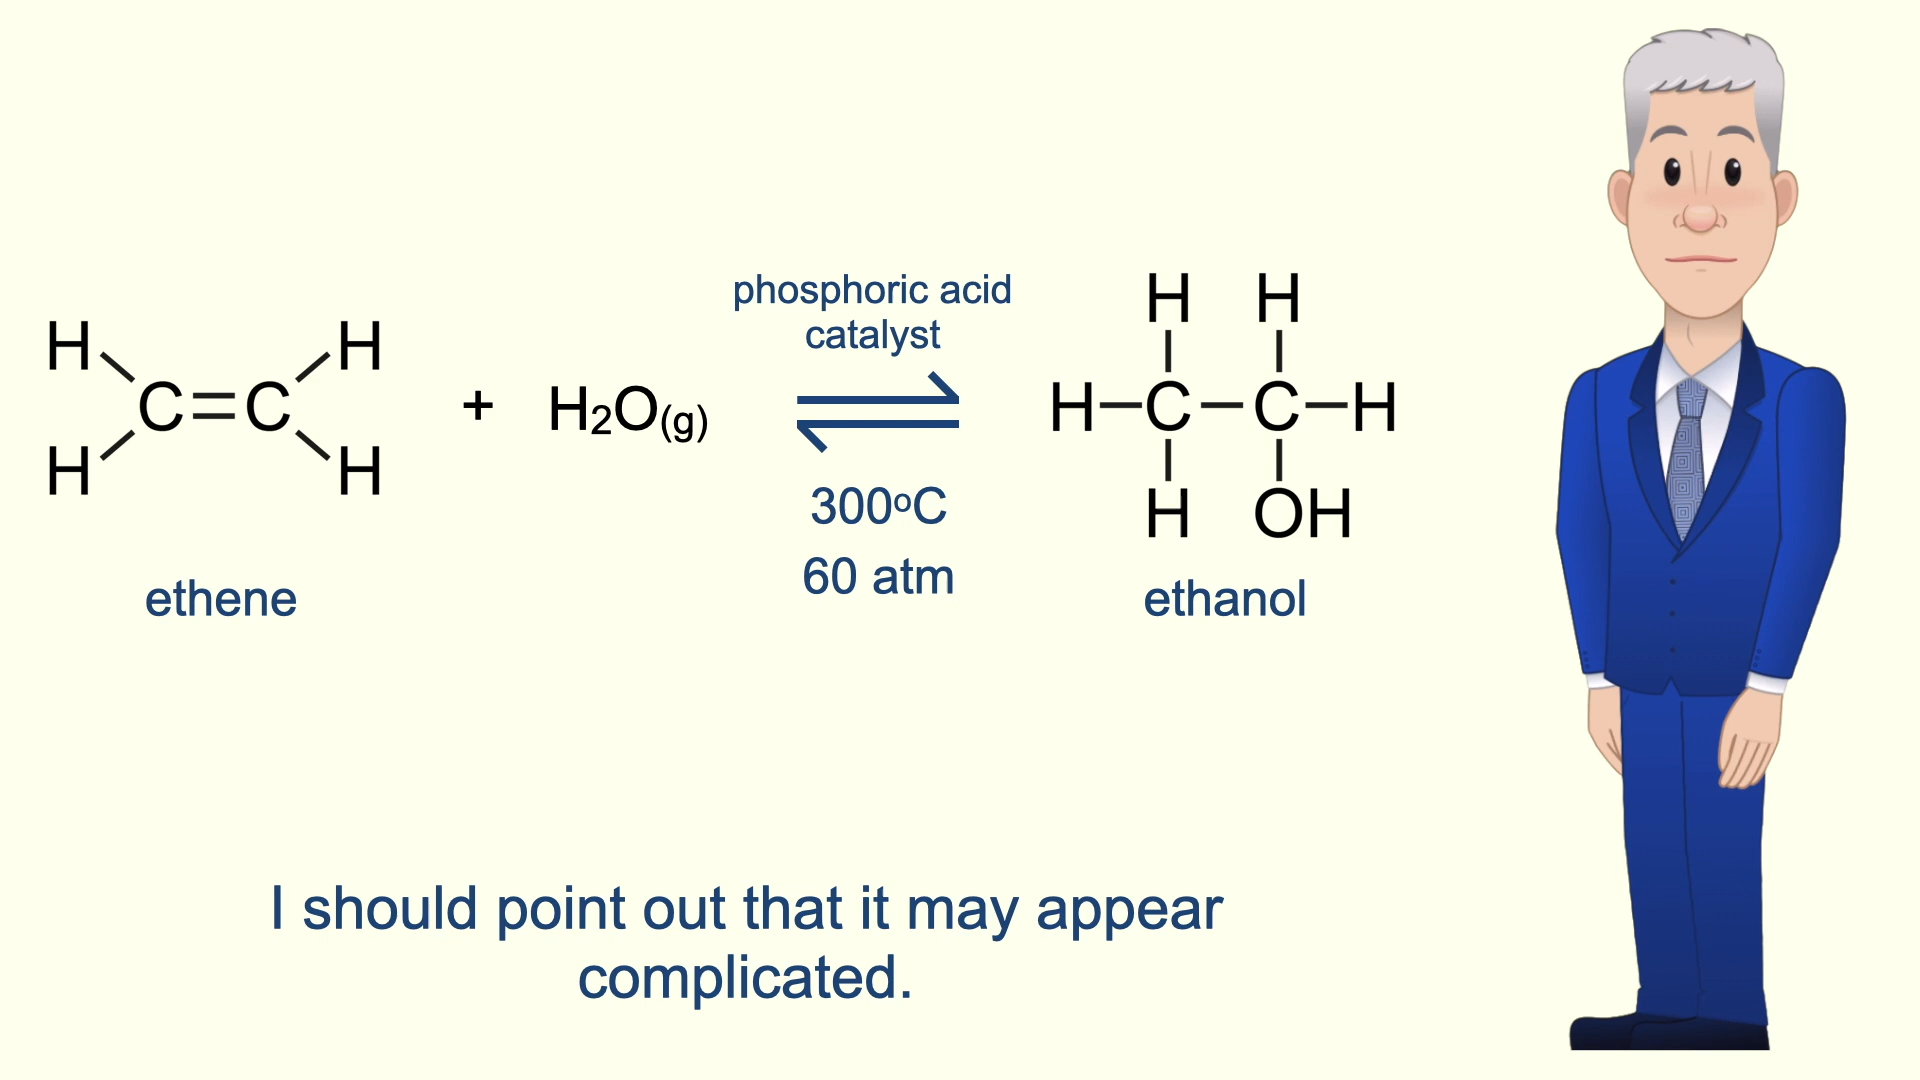 phosphoric acid
catalyst
H H
H H
H C=C H + H₂O(g) H—C—C—H
H H
300ºC
H OH
60 atm
ethene
ethanol
I should point out that it may appear
complicated.